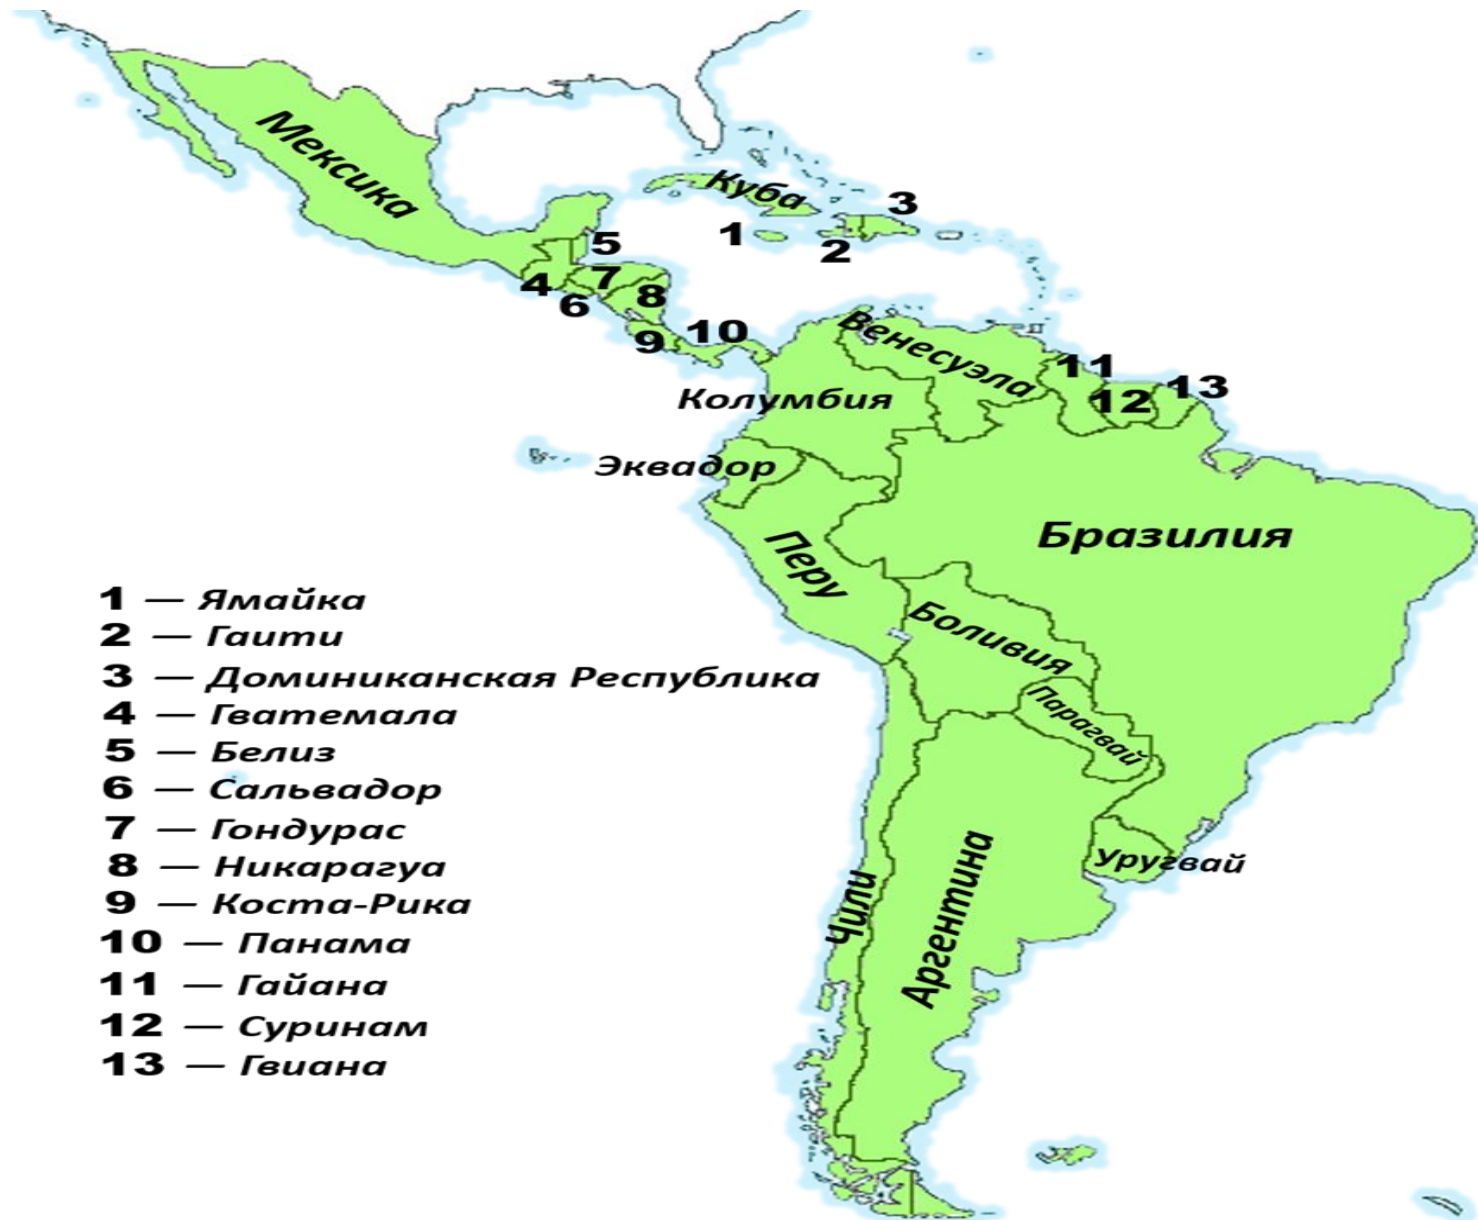 Мексика
Куба
3
1
2
5
4
7
6
8
9
10
Венесуэла
11
13
12
Колумбия
Эквадор
Бразилия
Перу
Боливия
Парагвай
Уругвай
Чили
Аргентина
1 — Ямайка
2 — Гаити
3 — Доминиканская Республика
4 — Гватемала
5 — Белиз
6 — Сальвадор
7 — Гондурас
8 — Никарагуа
9 — Коста-Рика
10 — Панама
11 — Гайана
12 — Суринам
13 — Гвиана